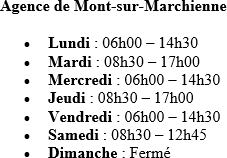 Agence de Mont-sur-Marchienne
• Lundi : 06h00 – 14h30
• Mardi : 08h30 – 17h00
• Mercredi : 06h00 – 14h30
• Jeudi : 08h30 – 17h00
• Vendredi : 06h00 – 14h30
• Samedi : 08h30 – 12h45
• Dimanche : Fermé